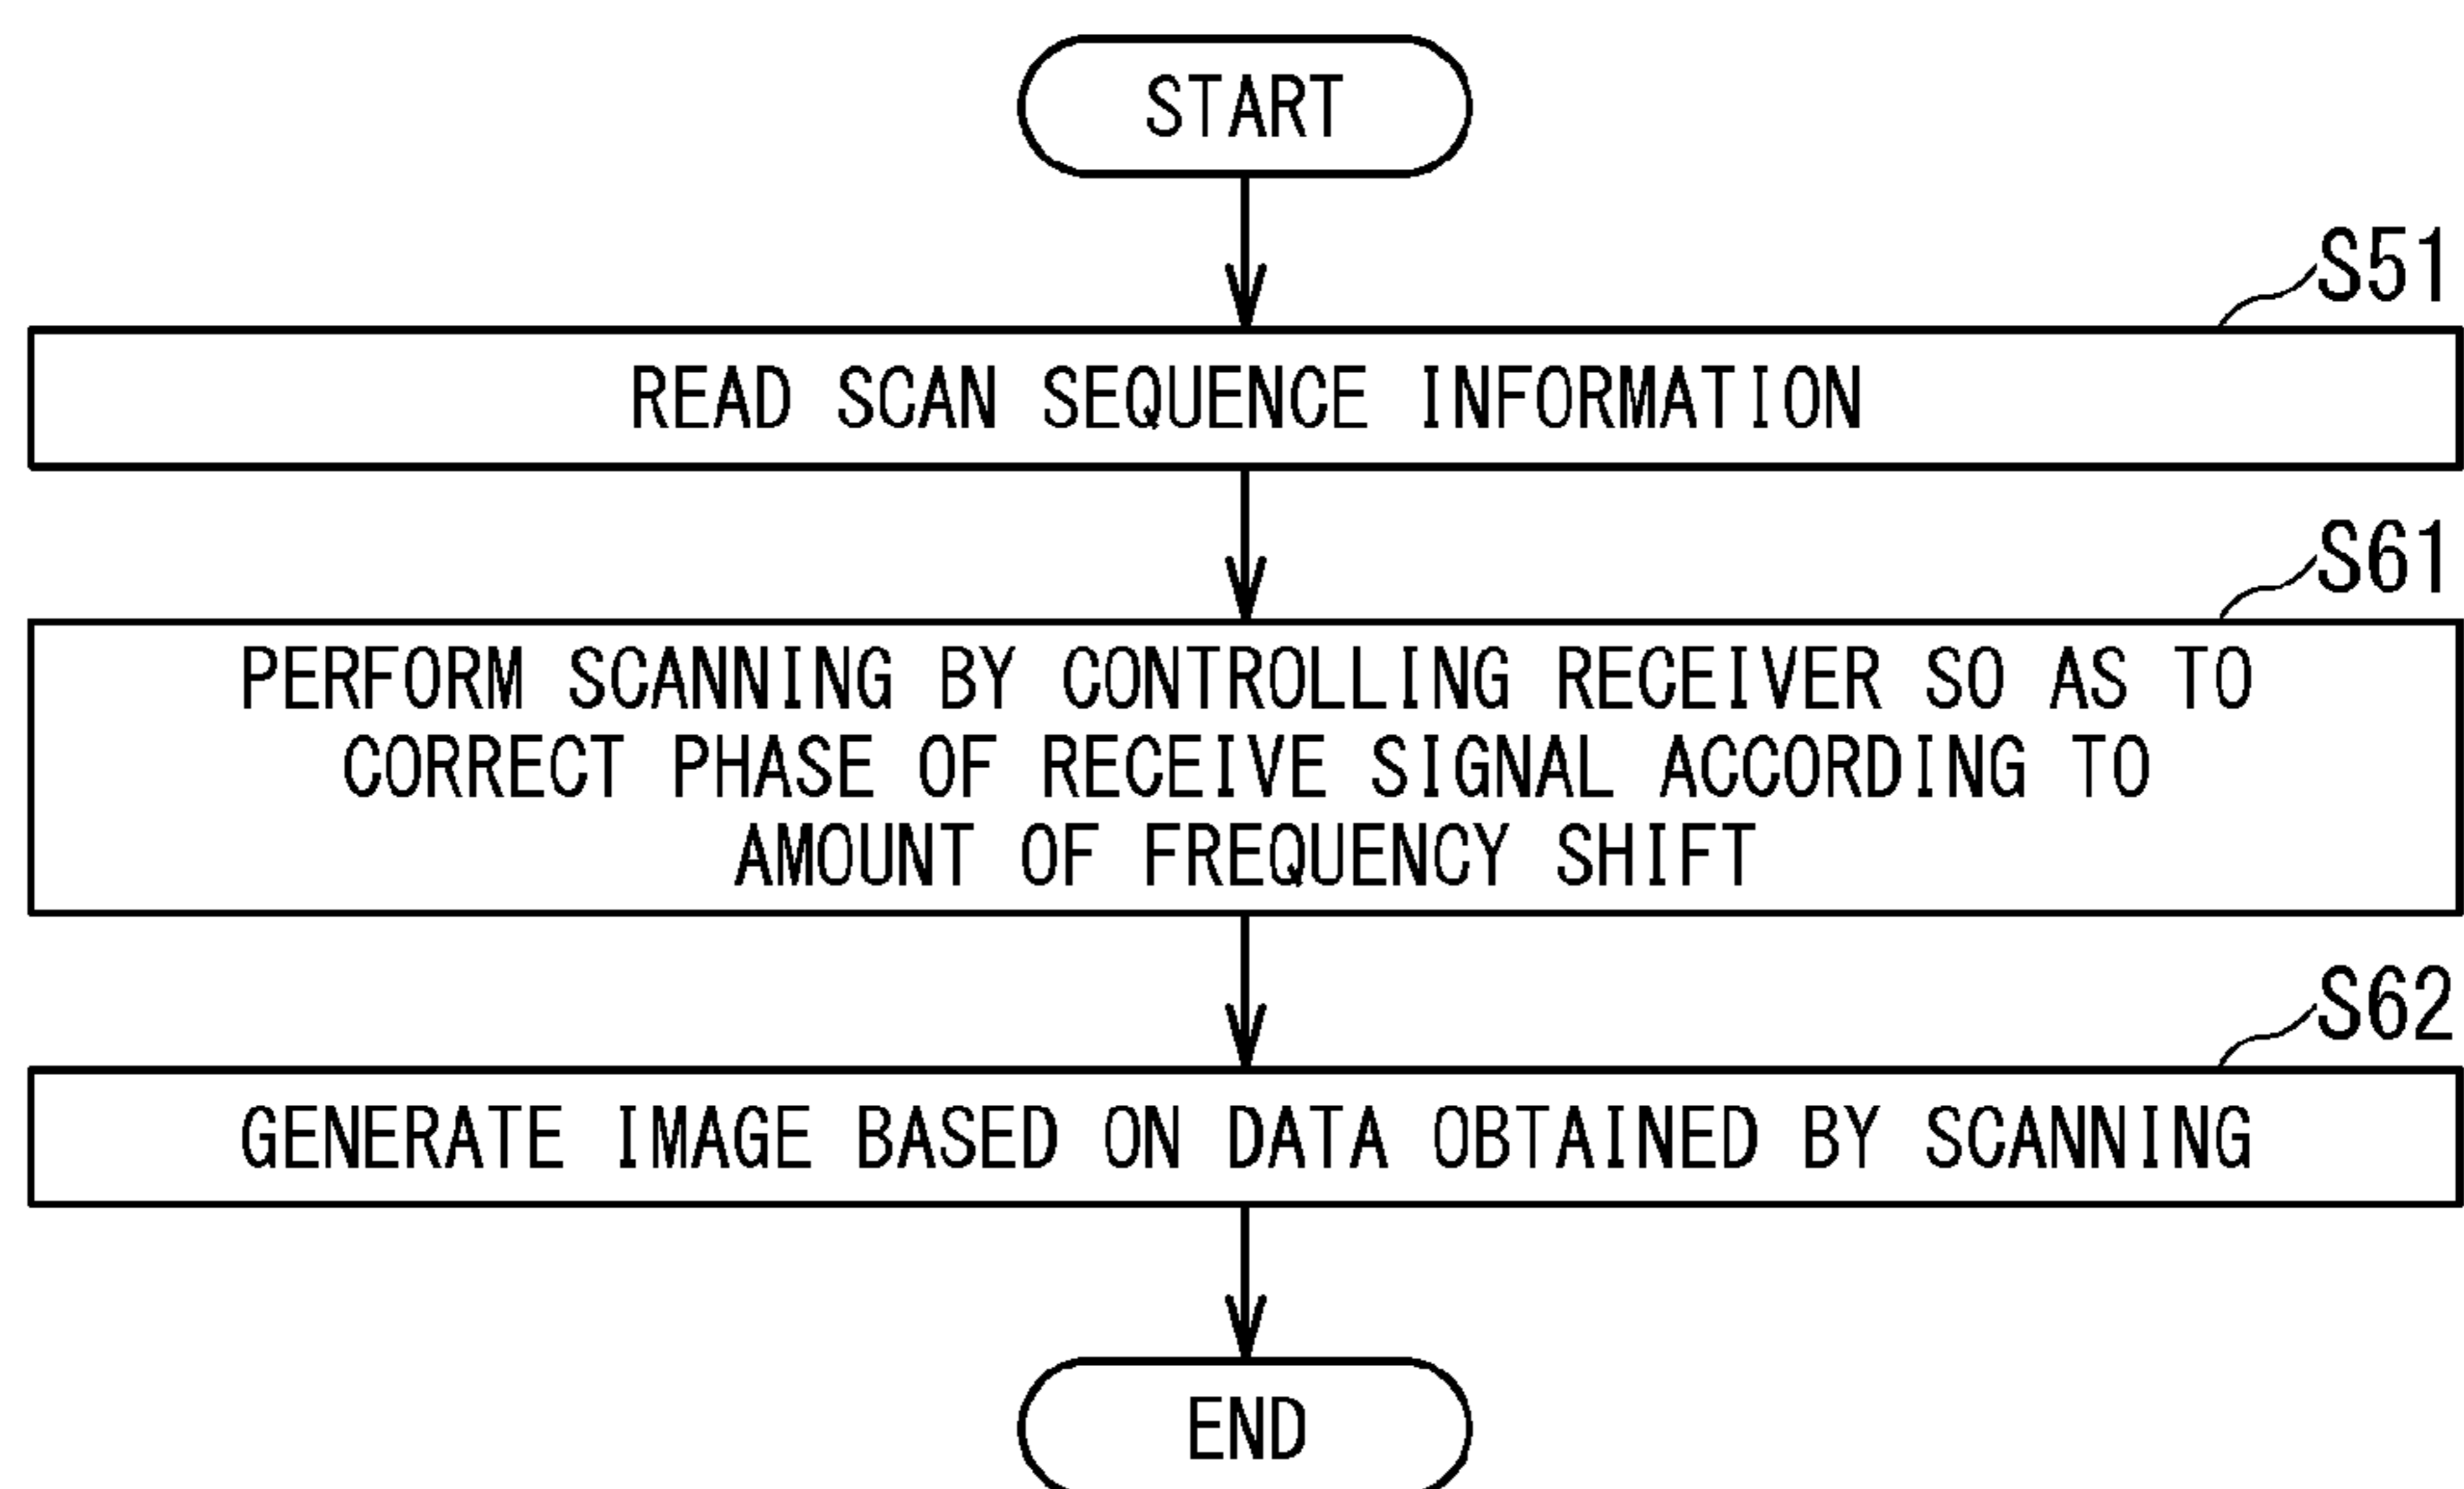 START
S51
READ SCAN SEQUENCE INFORMATION
S61
PERFORM SCANNING BY CONTROLLING RECEIVER SO AS TO
CORRECT PHASE OF RECEIVE SIGNAL ACCORDING TO
AMOUNT OF FREQUENCY SHIFT
S62
GENERATE IMAGE BASED ON DATA OBTAINED BY SCANNING
END